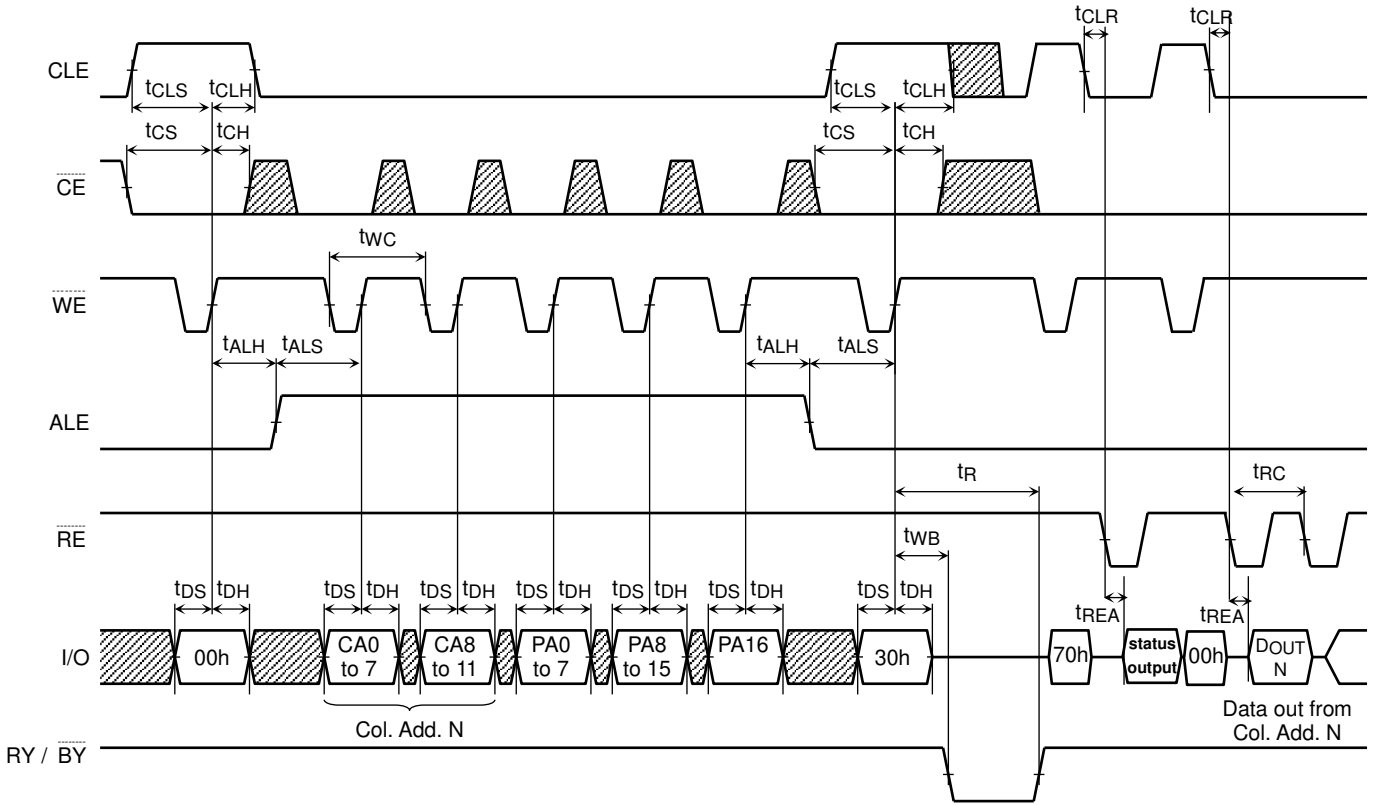 tCLR tCLR
CLE
tCLS tCLH tCLS tCLH
tCS tCH tCS tCH
CE
tWC
WE
tALH tALS tALH tALS
ALE
tR tRC
RE
tWB
tDS tDH tDS tDH tDS tDH tDS tDH tDS tDH tDS tDH tDS tDH
tREA tREA
I/O 00h CA0 to 7 CA8 to 11 PA0 to 7 PA8 to 15 PA16 30h 70h status output 00h DOUT N
Col. Add. N
Data out from
Col. Add. N
RY / BY